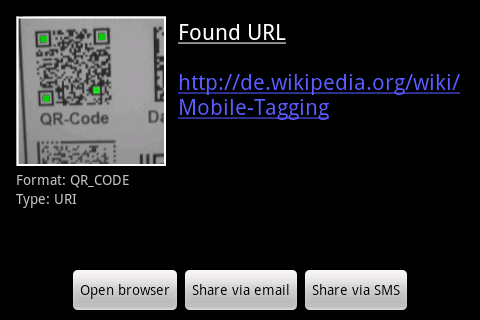 Found URL
http://de.wikipedia.org/wiki/
Mobile-Tagging
QR-Code
Da
Format: QR_CODE
Type: URI
Open browser
Share via email
Share via SMS